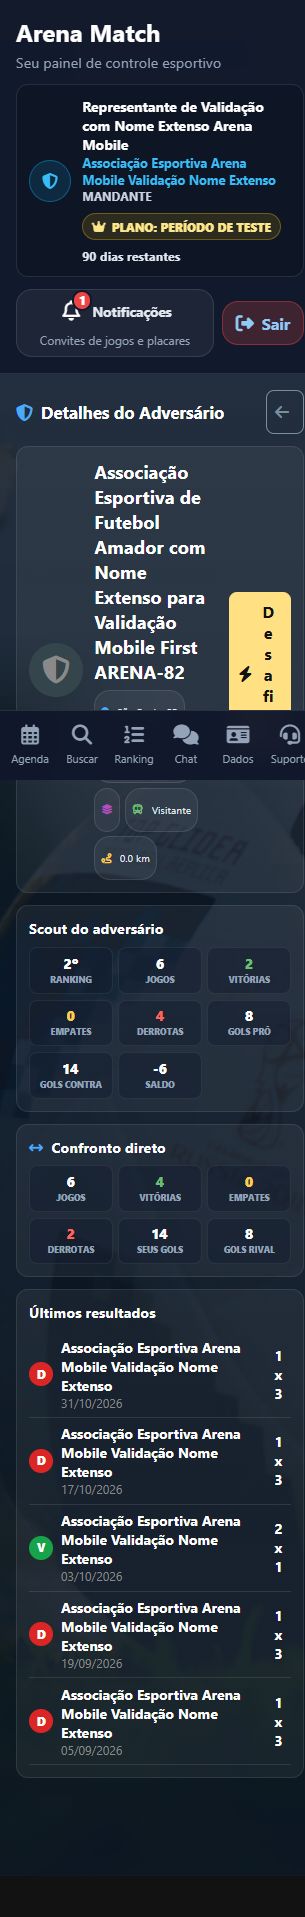 Arena Match
Seu painel de controle esportivo
Representante de Validação
com Nome Extenso Arena
Mobile
Associação Esportiva Arena
Mobile Validação Nome Extenso
MANDANTE
PLANO: PERÍODO DE TESTE
90 dias restantes
1
Notificações
Convites de jogos e placares
Sair
Detalhes do Adversário
Associação
Esportiva de
Futebol
Amador com
Nome
Extenso para
Validação
Mobile First
ARENA-82
D
e
s
a
fi
Agenda
Buscar
Ranking
Chat
Dados
Suporte
Visitante
0.0 km
Scout do adversário
2º
RANKING
6
JOGOS
2
VITÓRIAS
0
EMPATES
4
DERROTAS
8
GOLS PRÓ
14
GOLS CONTRA
-6
SALDO
Confronto direto
6
JOGOS
4
VITÓRIAS
0
EMPATES
2
DERROTAS
14
SEUS GOLS
8
GOLS RIVAL
Últimos resultados
D
Associação Esportiva Arena
Mobile Validação Nome
Extenso
31/10/2026
1
x
3
D
Associação Esportiva Arena
Mobile Validação Nome
Extenso
17/10/2026
1
x
3
V
Associação Esportiva Arena
Mobile Validação Nome
Extenso
03/10/2026
2
x
1
D
Associação Esportiva Arena
Mobile Validação Nome
Extenso
19/09/2026
1
x
3
D
Associação Esportiva Arena
Mobile Validação Nome
Extenso
05/09/2026
1
x
3